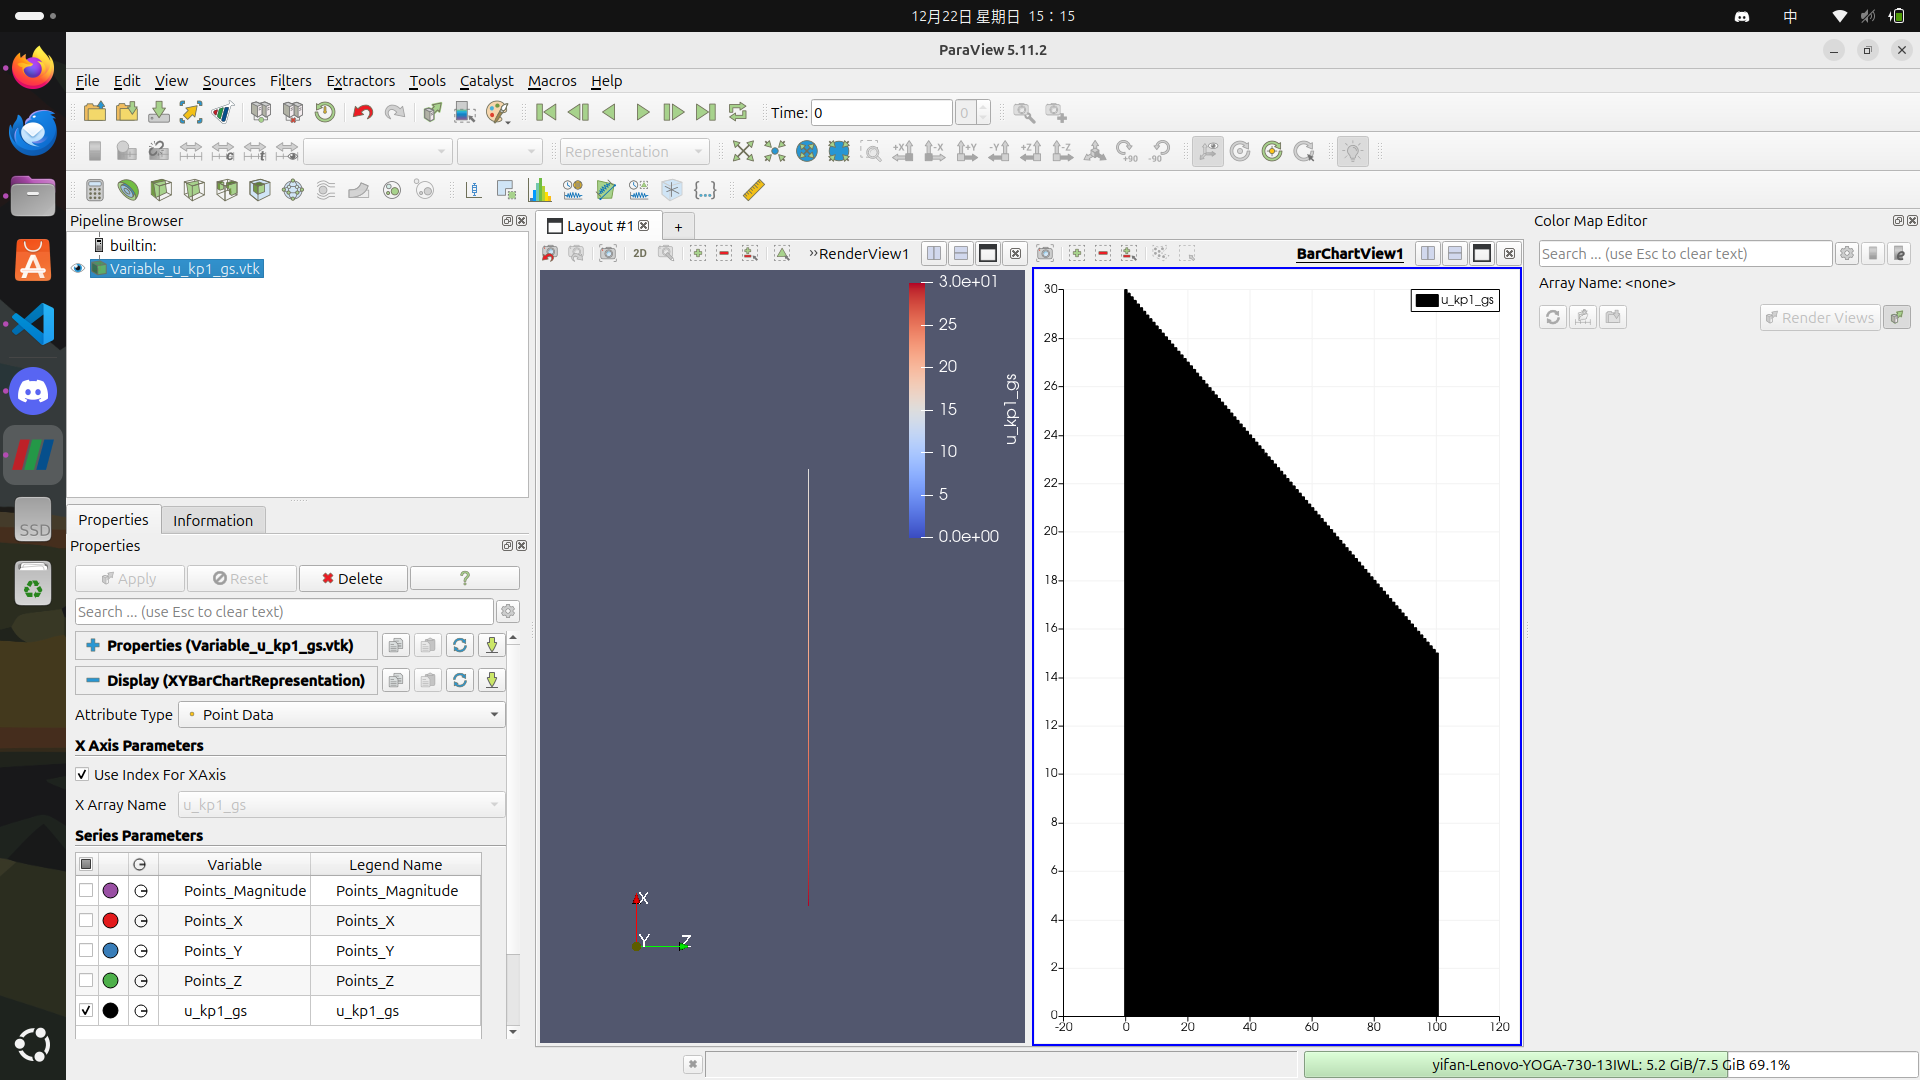 12月22日 星期日 15：15
中
ParaView 5.11.2
File Edit View Sources Filters Extractors Tools Catalyst Macros Help
Time: 0 0
Representation
+X -X +Y -Y +Z -Z +90 -90
Pipeline Browser
builtin:
Variable_u_kp1_gs.vtk
Properties Information
Properties
Apply Reset Delete ?
Search ... (use Esc to clear text)
Properties (Variable_u_kp1_gs.vtk)
Display (XYBarChartRepresentation)
Attribute Type Point Data
X Axis Parameters
Use Index For XAxis
X Array Name u_kp1_gs
Series Parameters
Variable Legend Name
Points_Magnitude Points_Magnitude
Points_X Points_X
Points_Y Points_Y
Points_Z Points_Z
u_kp1_gs u_kp1_gs
SSD
Layout #1 +
2D »RenderView1
3.0e+01
25
20
15
10
5
0.0e+00
u_kp1_gs
X
Y Z
BarChartView1
u_kp1_gs
30
28
26
24
22
20
18
16
14
12
10
8
6
4
2
0
-20 0 20 40 60 80 100 120
Color Map Editor
Search ... (use Esc to clear text)
Array Name: <none>
Render Views
yifan-Lenovo-YOGA-730-13IWL: 5.2 GiB/7.5 GiB 69.1%